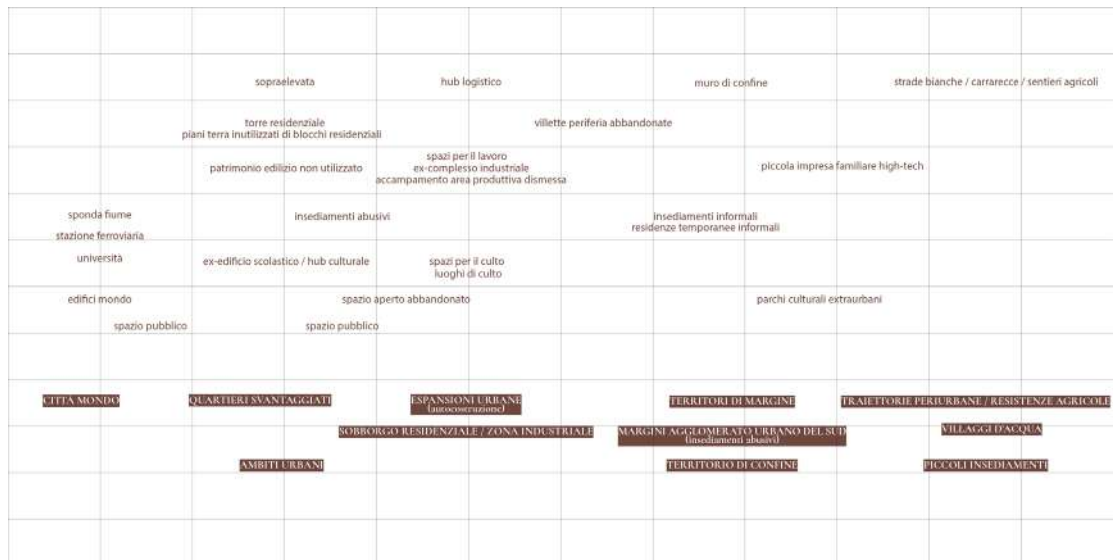 sopraelevata
hub logistico
muro di confine
strade bianche / carrarecce / sentieri agricoli
torre residenziale
piani terra inutilizzati di blocchi residenziali
villette periferia abbandonate
patrimonio edilizio non utilizzato
spazi per il lavoro
ex-complesso industriale
accampamento area produttiva dismessa
piccola impresa familiare high-tech
sponda fiume
stazione ferroviaria
insediamenti abusivi
insediamenti informali
residenze temporanee informali
università
ex-edificio scolastico / hub culturale
spazi per il culto
luoghi di culto
edifici mondo
spazio aperto abbandonato
parchi culturali extraurbani
spazio pubblico
spazio pubblico
CITTÀ MONDO
QUARTIERI SVANTAGGIATI
ESPANSIONI URBANE
(autocostruzione)
TERRITORI DI MARGINE
TRAIETTORIE PERIURBANE / RESISTENZE AGRICOLE
SOBBORGO RESIDENZIALE / ZONA INDUSTRIALE
MARGINI AGGLOMERATO URBANO DEL SUD
(insediamenti abusivi)
VILLAGGI D'ACQUA
AMBITI URBANI
TERRITORIO DI CONFINE
PICCOLI INSEDIAMENTI